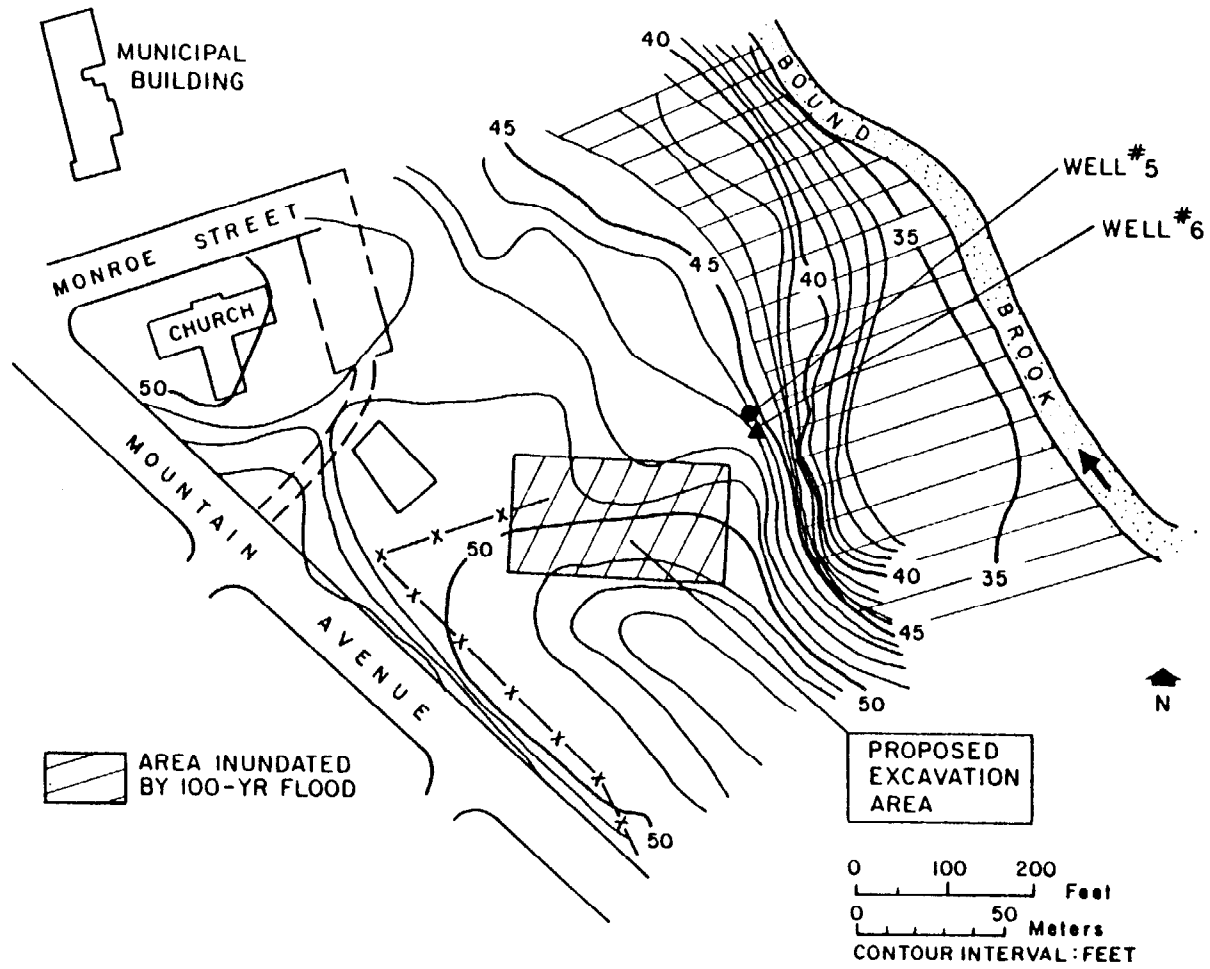 MUNICIPAL
BUILDING
40
BOUND BROOK
45
WELL #5
WELL #6
MONROE STREET
35
45
40
CHURCH
50
MOUNTAIN AVENUE
x
x
x
50
x
x
x
x
x
x
40
35
45
50
N
AREA INUNDATED
BY 100-YR FLOOD
PROPOSED
EXCAVATION
AREA
50
0 100 200
Feet
0 50
Meters
CONTOUR INTERVAL : FEET